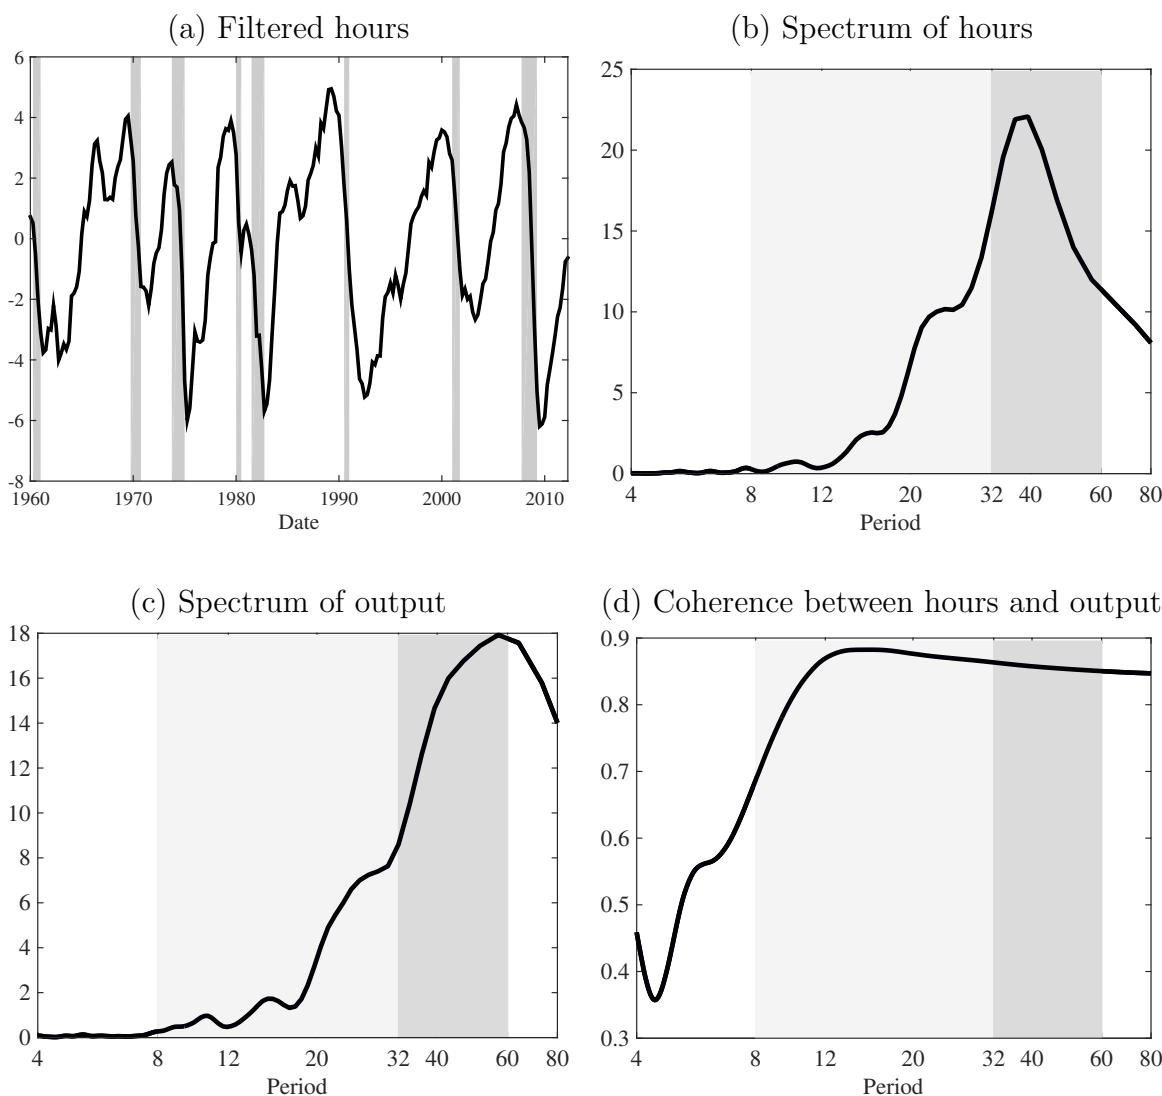 (a) Filtered hours
6
4
2
0
-2
-4
-6
-8
1960 1970 1980 1990 2000 2010
Date
(b) Spectrum of hours
25
20
15
10
5
0
4 8 12 20 32 40 60 80
Period
(c) Spectrum of output
18
16
14
12
10
8
6
4
2
0
4 8 12 20 32 40 60 80
Period
(d) Coherence between hours and output
0.9
0.8
0.7
0.6
0.5
0.4
0.3
4 8 12 20 32 40 60 80
Period